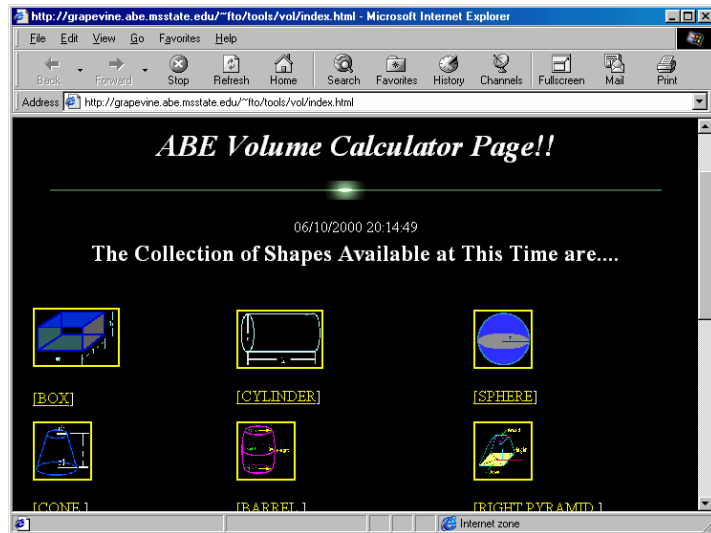 http://grapevine.abe.msstate.edu/~fto/tools/vol/index.html - Microsoft Internet Explorer
File Edit View Go Favorites Help
Back Forward Stop Refresh Home Search Favorites History Channels Fullscreen Mail Print
Address http://grapevine.abe.msstate.edu/~fto/tools/vol/index.html
ABE Volume Calculator Page!!
06/10/2000 20:14:49
The Collection of Shapes Available at This Time are....
[BOX] [CYLINDER] [SPHERE]
[CONE ] [BARREL ] [RIGHT PYRAMID ]
Internet zone